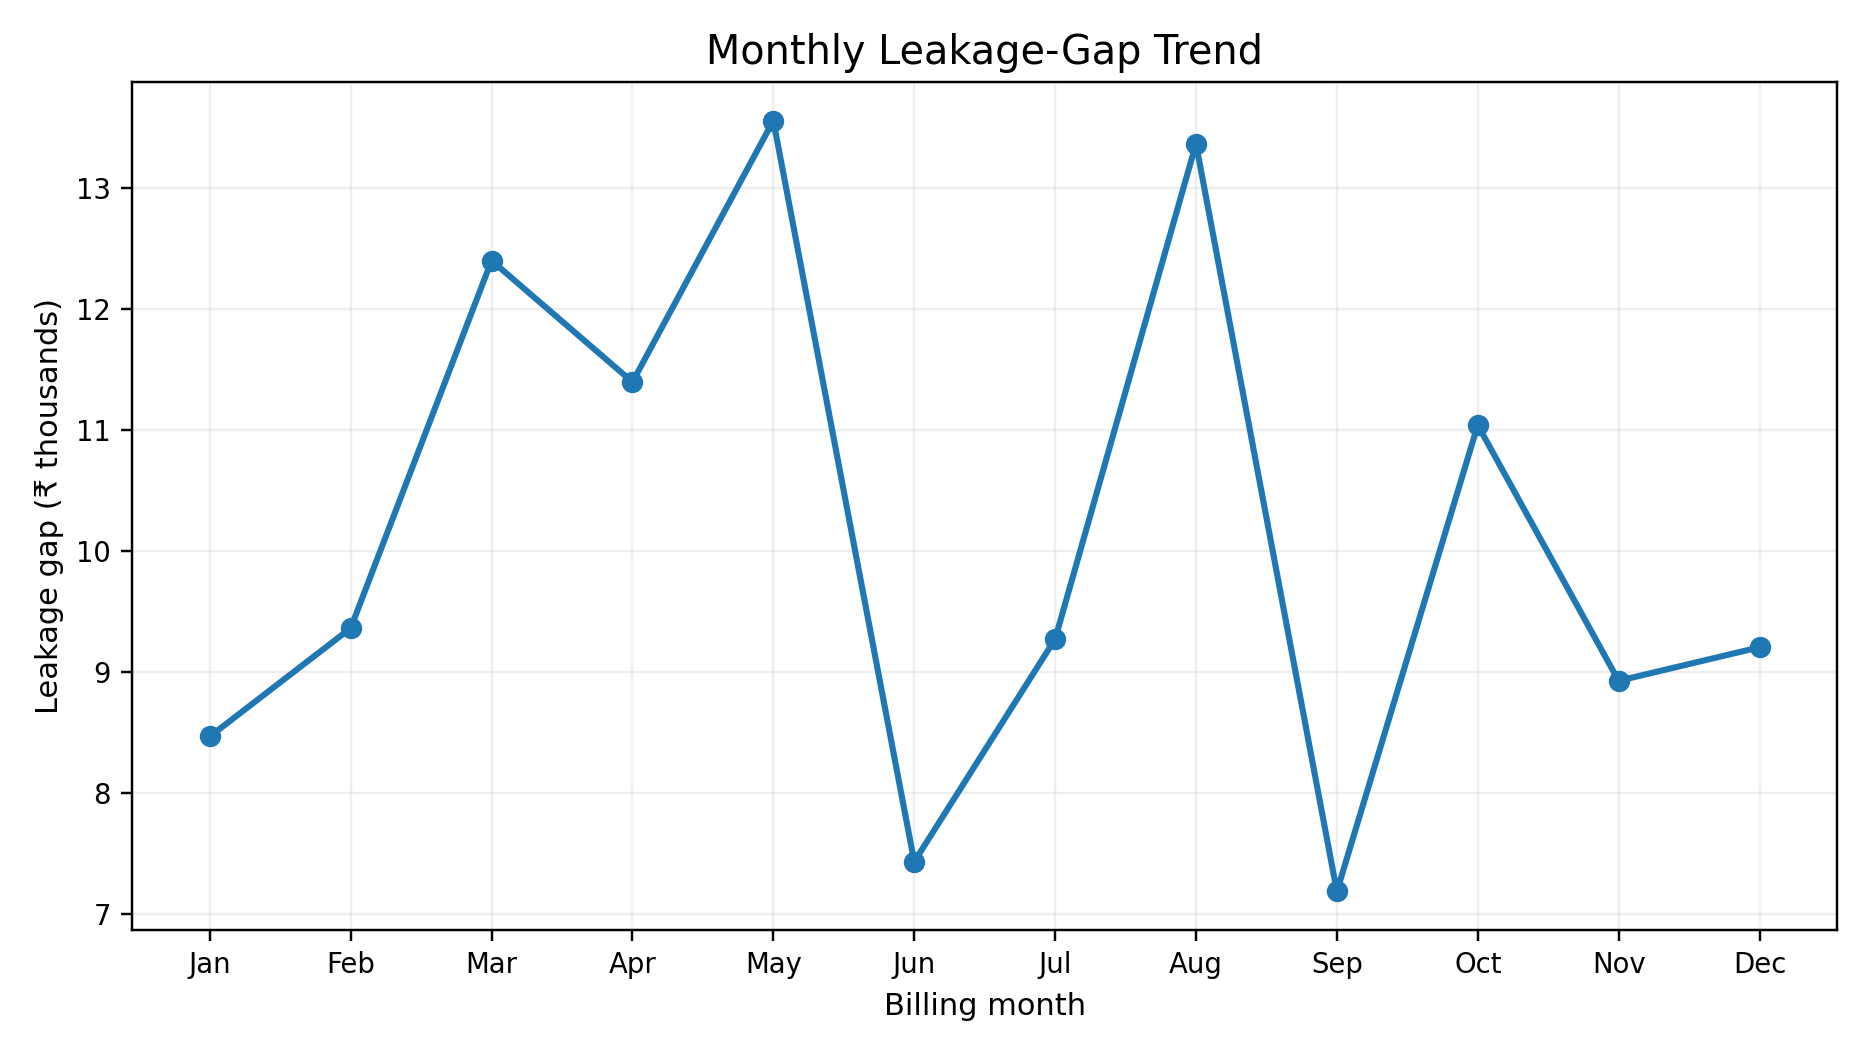 Monthly Leakage-Gap Trend
Leakage gap (₹ thousands)
13
12
11
10
9
8
7
Jan Feb Mar Apr May Jun Jul Aug Sep Oct Nov Dec
Billing month